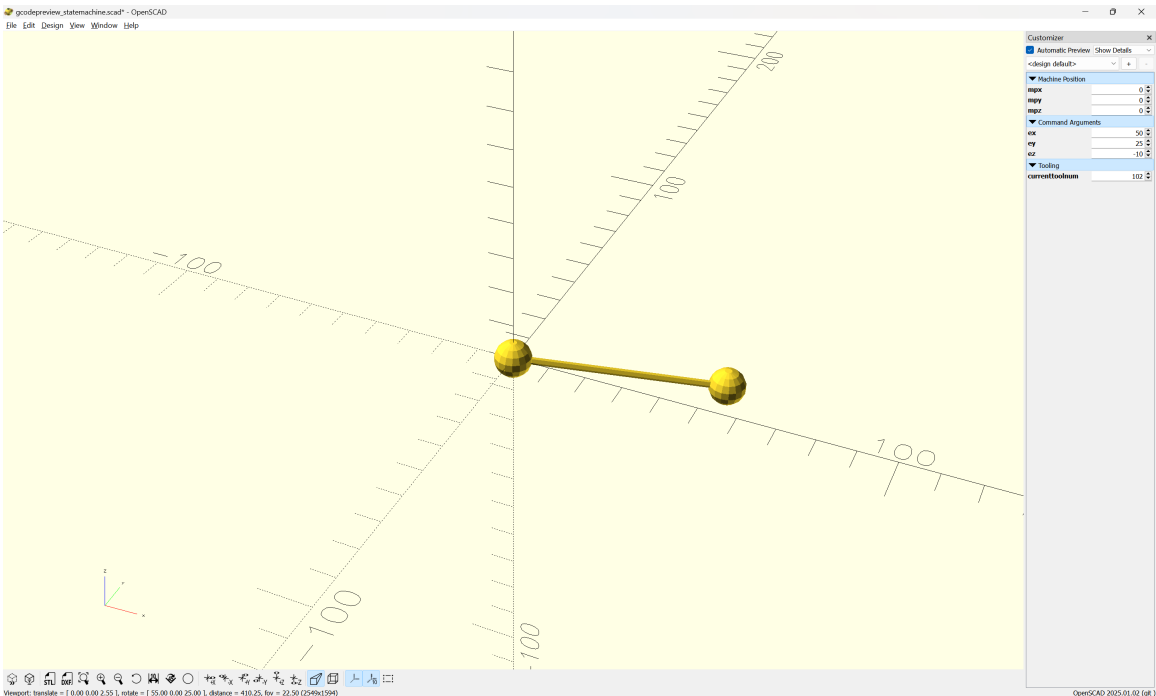 gcodepreview_statemachine.scad* - OpenSCAD
File Edit Design View Window Help
Customizer
Automatic Preview Show Details
<design default> + -
Machine Position
mpx 0
mpy 0
mpz 0
Command Arguments
ex 50
ey 25
ez -10
Tooling
currenttoolnum 102
200
100
-100
100
-100
-100
z
y
x
STL DXF
Viewport: translate = [ 0.00 0.00 2.55 ], rotate = [ 55.00 0.00 25.00 ], distance = 410.25, fov = 22.50 (2549x1594)
OpenSCAD 2025.01.02 (git